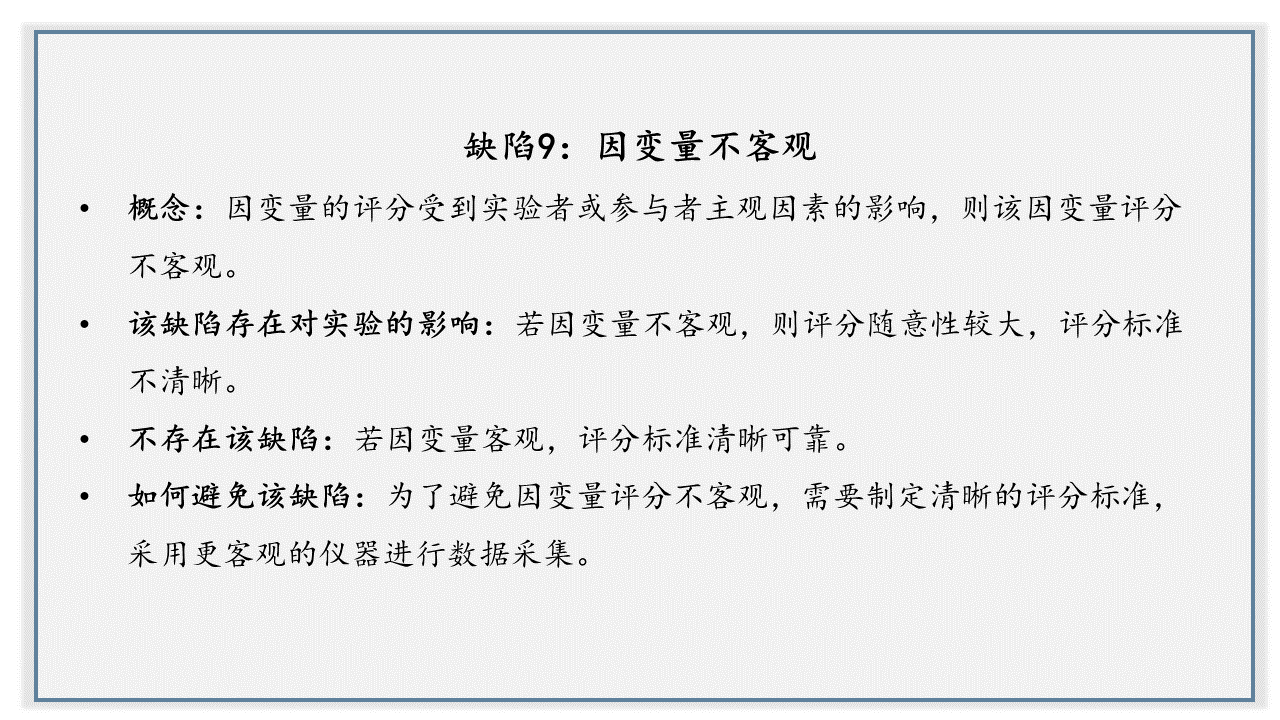 缺陷9：因变量不客观
• 概念：因变量的评分受到实验者或参与者主观因素的影响，则该因变量评分
不客观。
• 该缺陷存在对实验的影响：若因变量不客观，则评分随意性较大，评分标准
不清晰。
• 不存在该缺陷：若因变量客观，评分标准清晰可靠。
• 如何避免该缺陷：为了避免因变量评分不客观，需要制定清晰的评分标准，
采用更客观的仪器进行数据采集。